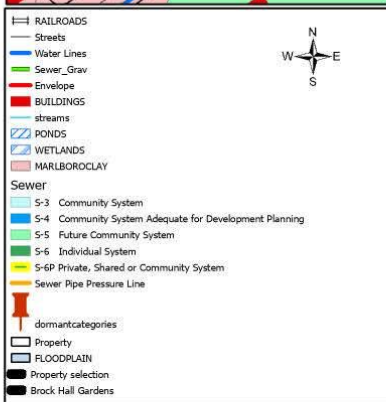 RAILROADS
Streets
Water Lines
Sewer_Grav
Envelope
BUILDINGS
streams
PONDS
WETLANDS
MARLBOROCLAY
N
W E
S
Sewer
S-3 Community System
S-4 Community System Adequate for Development Planning
S-5 Future Community System
S-6 Individual System
S-6P Private, Shared or Community System
Sewer Pipe Pressure Line
dormantcategories
Property
FLOODPLAIN
Property selection
Brock Hall Gardens